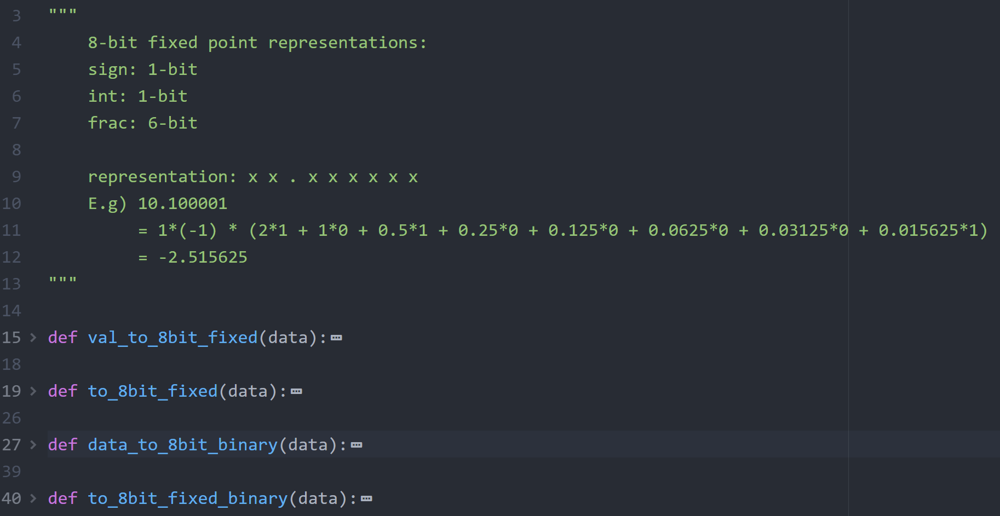 3 """
4 8-bit fixed point representations:
5 sign: 1-bit
6 int: 1-bit
7 frac: 6-bit
8
9 representation: x x . x x x x x x
10 E.g) 10.100001
11 = 1*(-1) * (2*1 + 1*0 + 0.5*1 + 0.25*0 + 0.125*0 + 0.0625*0 + 0.03125*0 + 0.015625*1)
12 = -2.515625
13 """
14
15 > def val_to_8bit_fixed(data):⋯
18
19 > def to_8bit_fixed(data):⋯
26
27 > def data_to_8bit_binary(data):⋯
39
40 > def to_8bit_fixed_binary(data):⋯